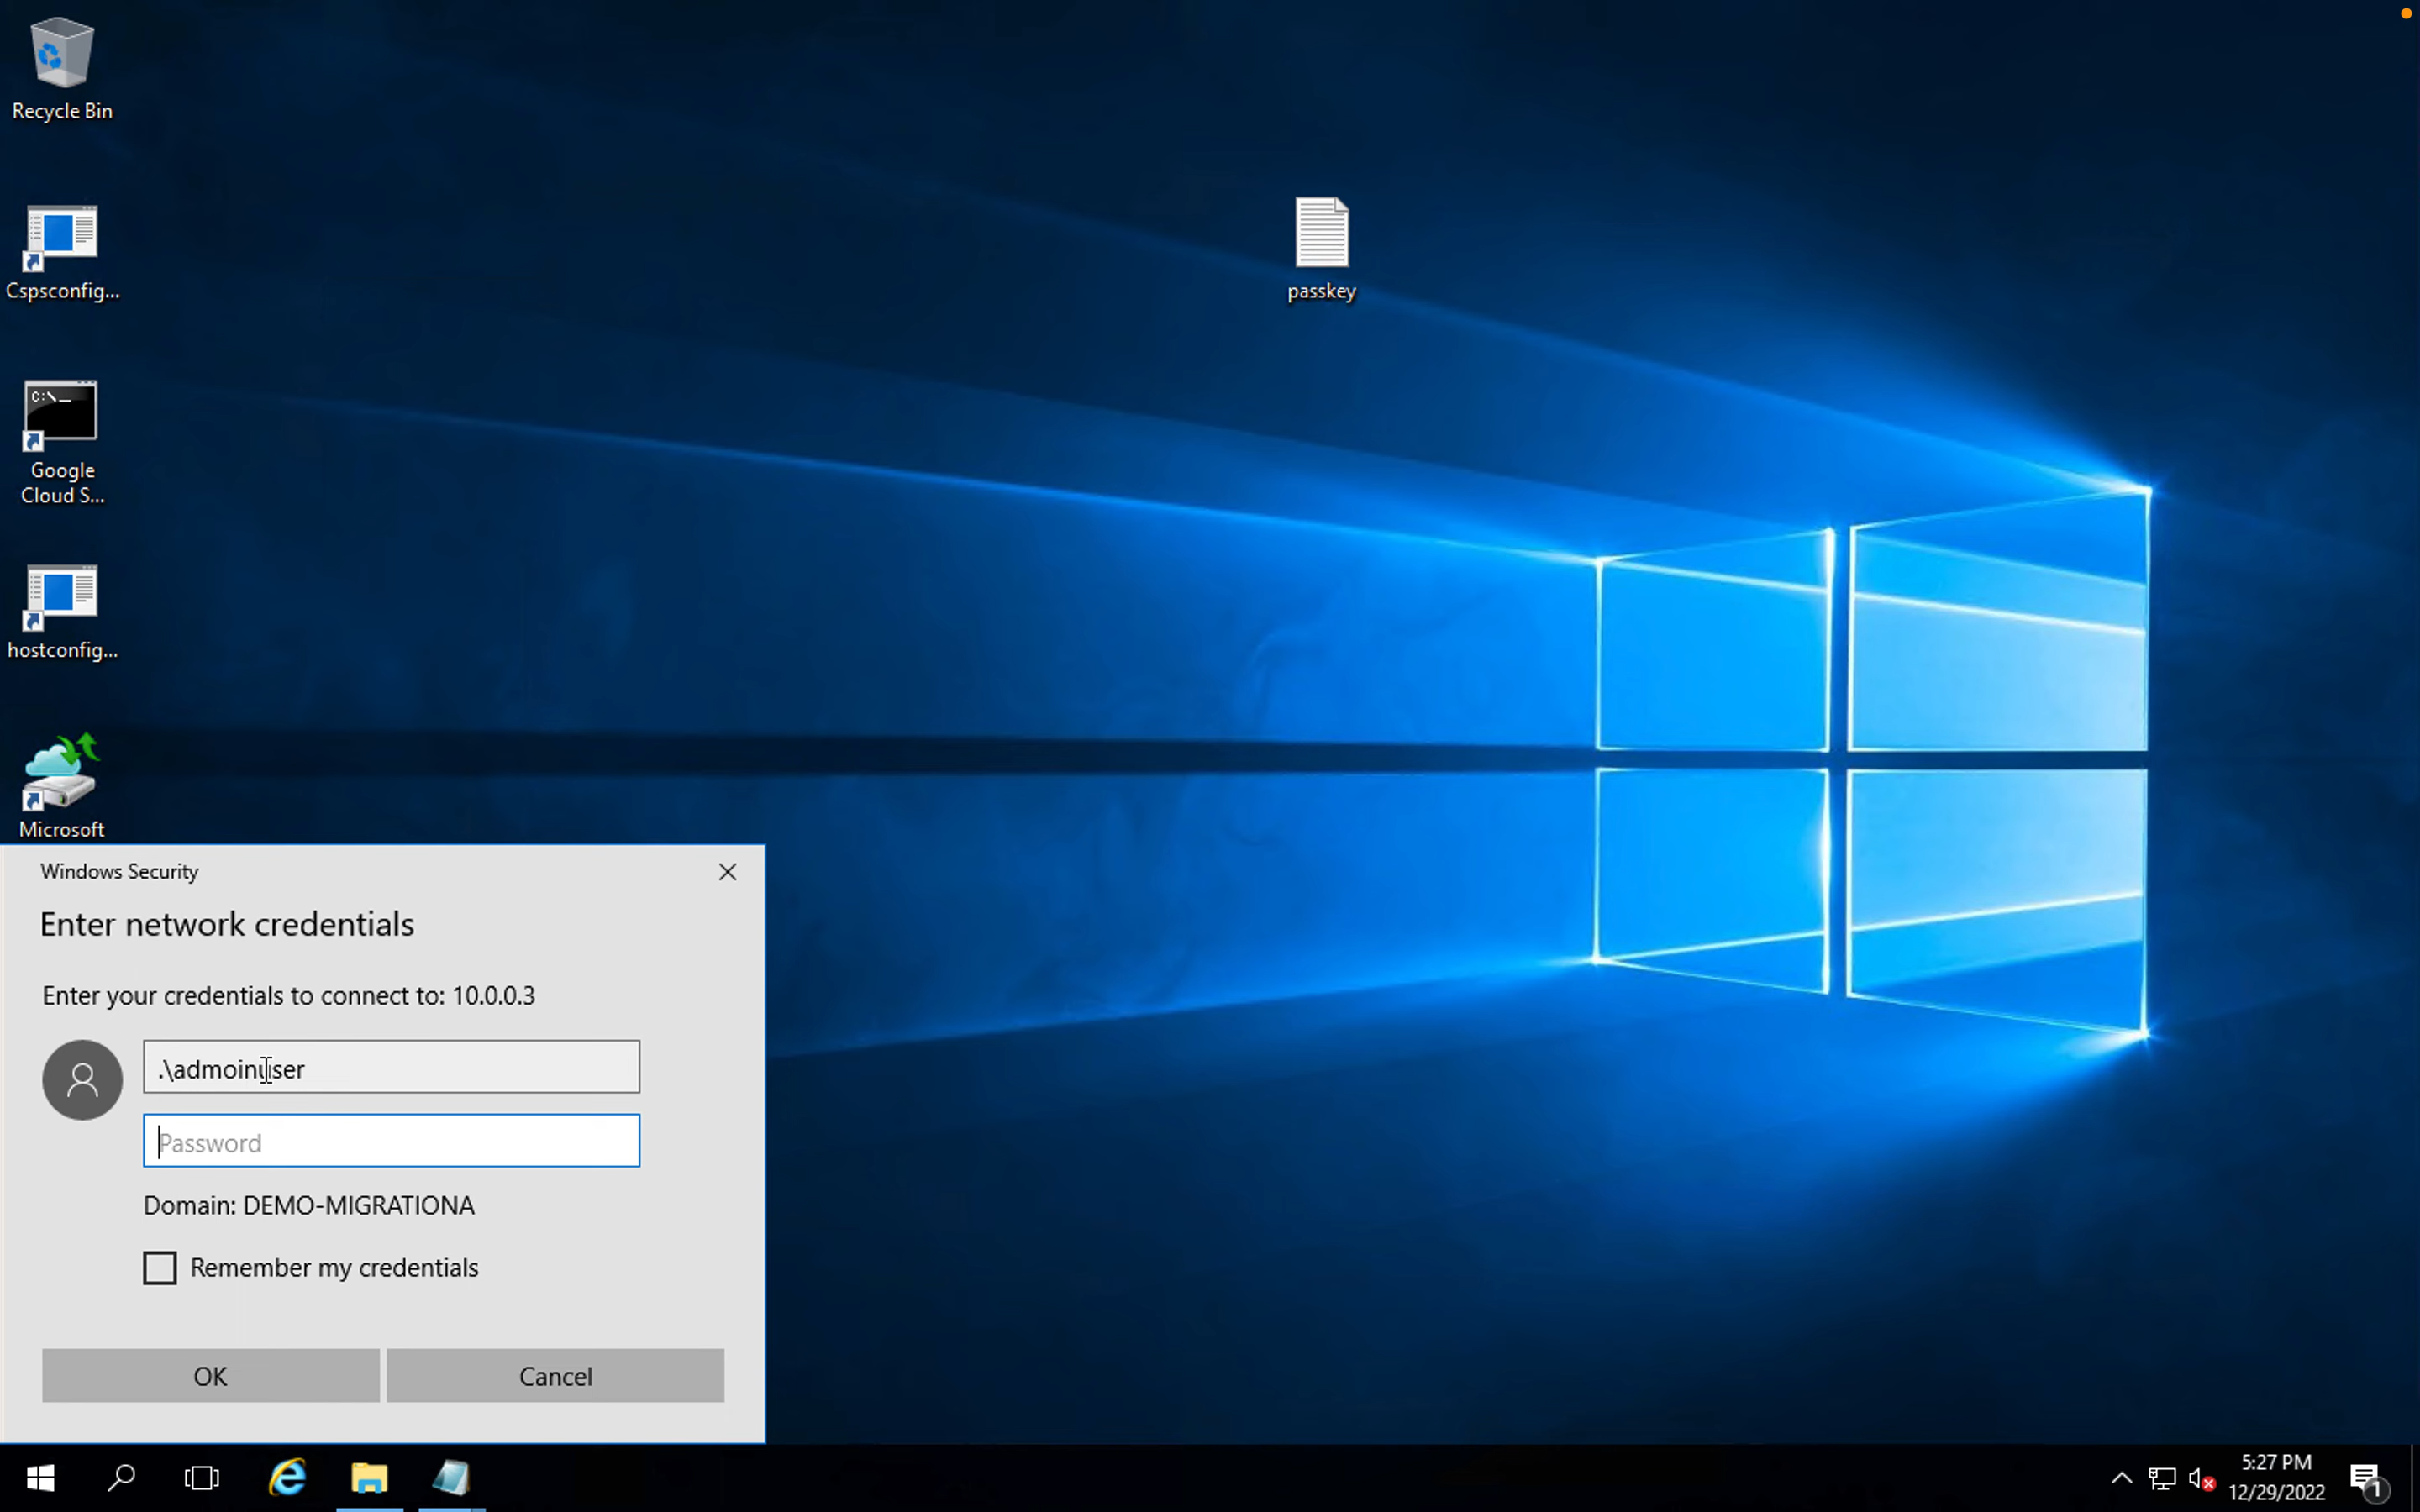 Recycle Bin
passkey
Cspsconfig...
C:\_
Google
Cloud S...
hostconfig...
Microsoft
Windows Security
Enter network credentials
Enter your credentials to connect to: 10.0.0.3
.\admoinuser
Password
Domain: DEMO-MIGRATIONA
Remember my credentials
OK
Cancel
5:27 PM
12/29/2022
1